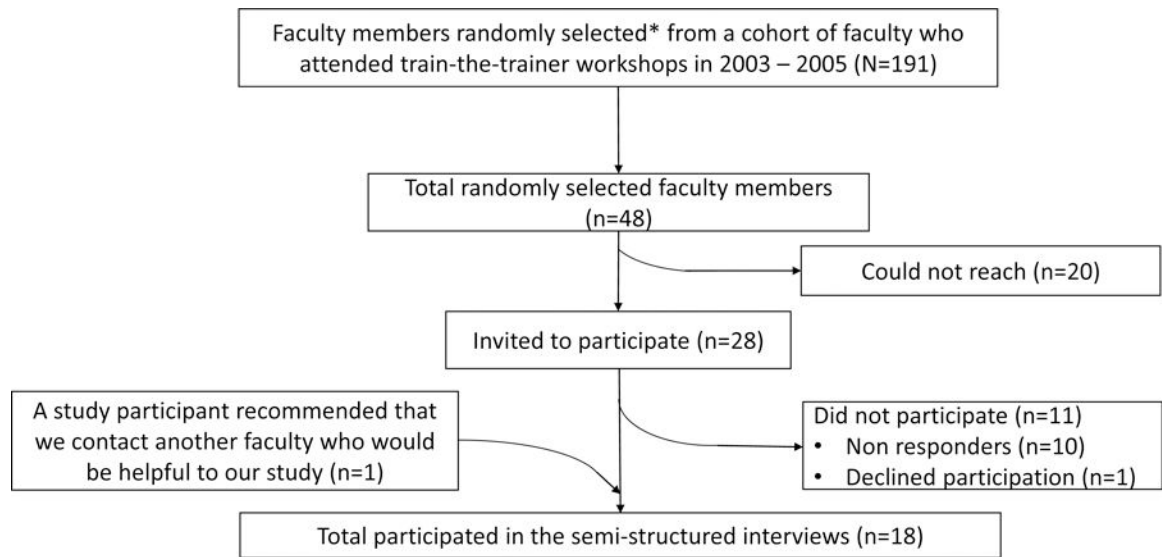 Faculty members randomly selected* from a cohort of faculty who
attended train-the-trainer workshops in 2003 – 2005 (N=191)
Total randomly selected faculty members
(n=48)
Could not reach (n=20)
Invited to participate (n=28)
A study participant recommended that
we contact another faculty who would
be helpful to our study (n=1)
Did not participate (n=11)
• Non responders (n=10)
• Declined participation (n=1)
Total participated in the semi-structured interviews (n=18)